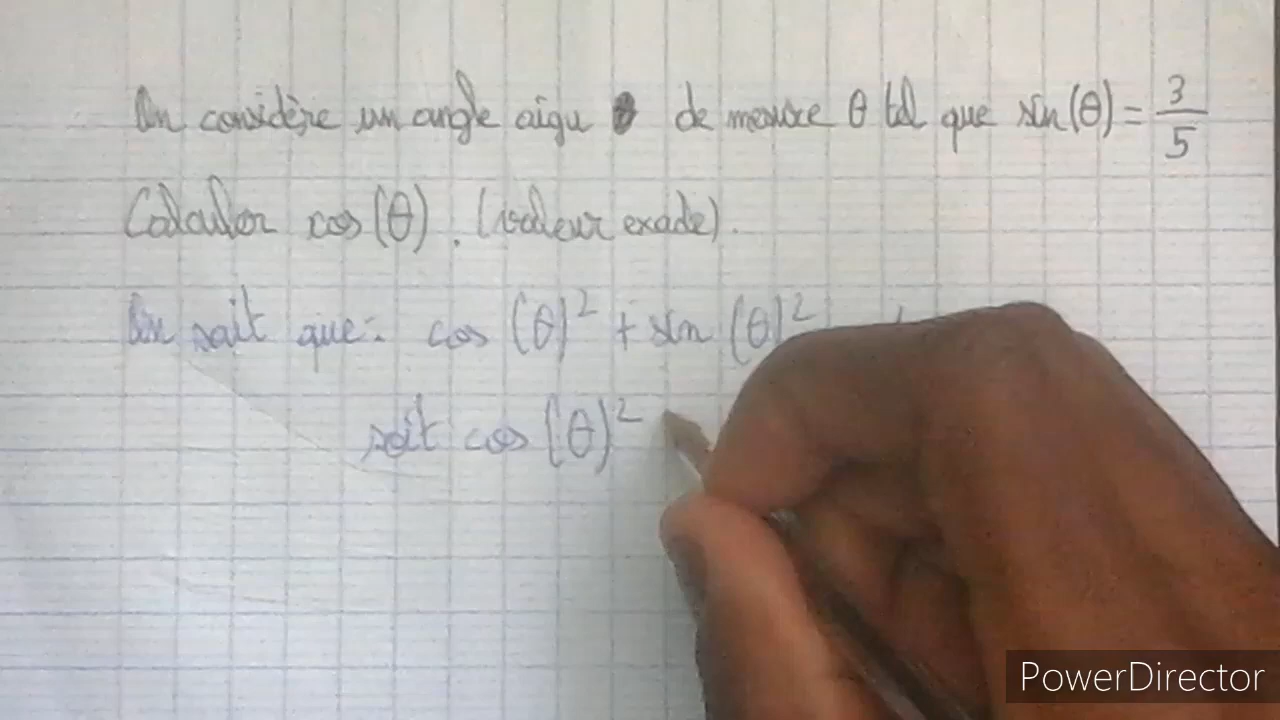 On considère un angle aigu de mesure θ tel que sin(θ) = 3/5
Calculer cos(θ). (valeur exacte).
On sait que: cos (θ)² + sin (θ)²
soit cos (θ)²
PowerDirector